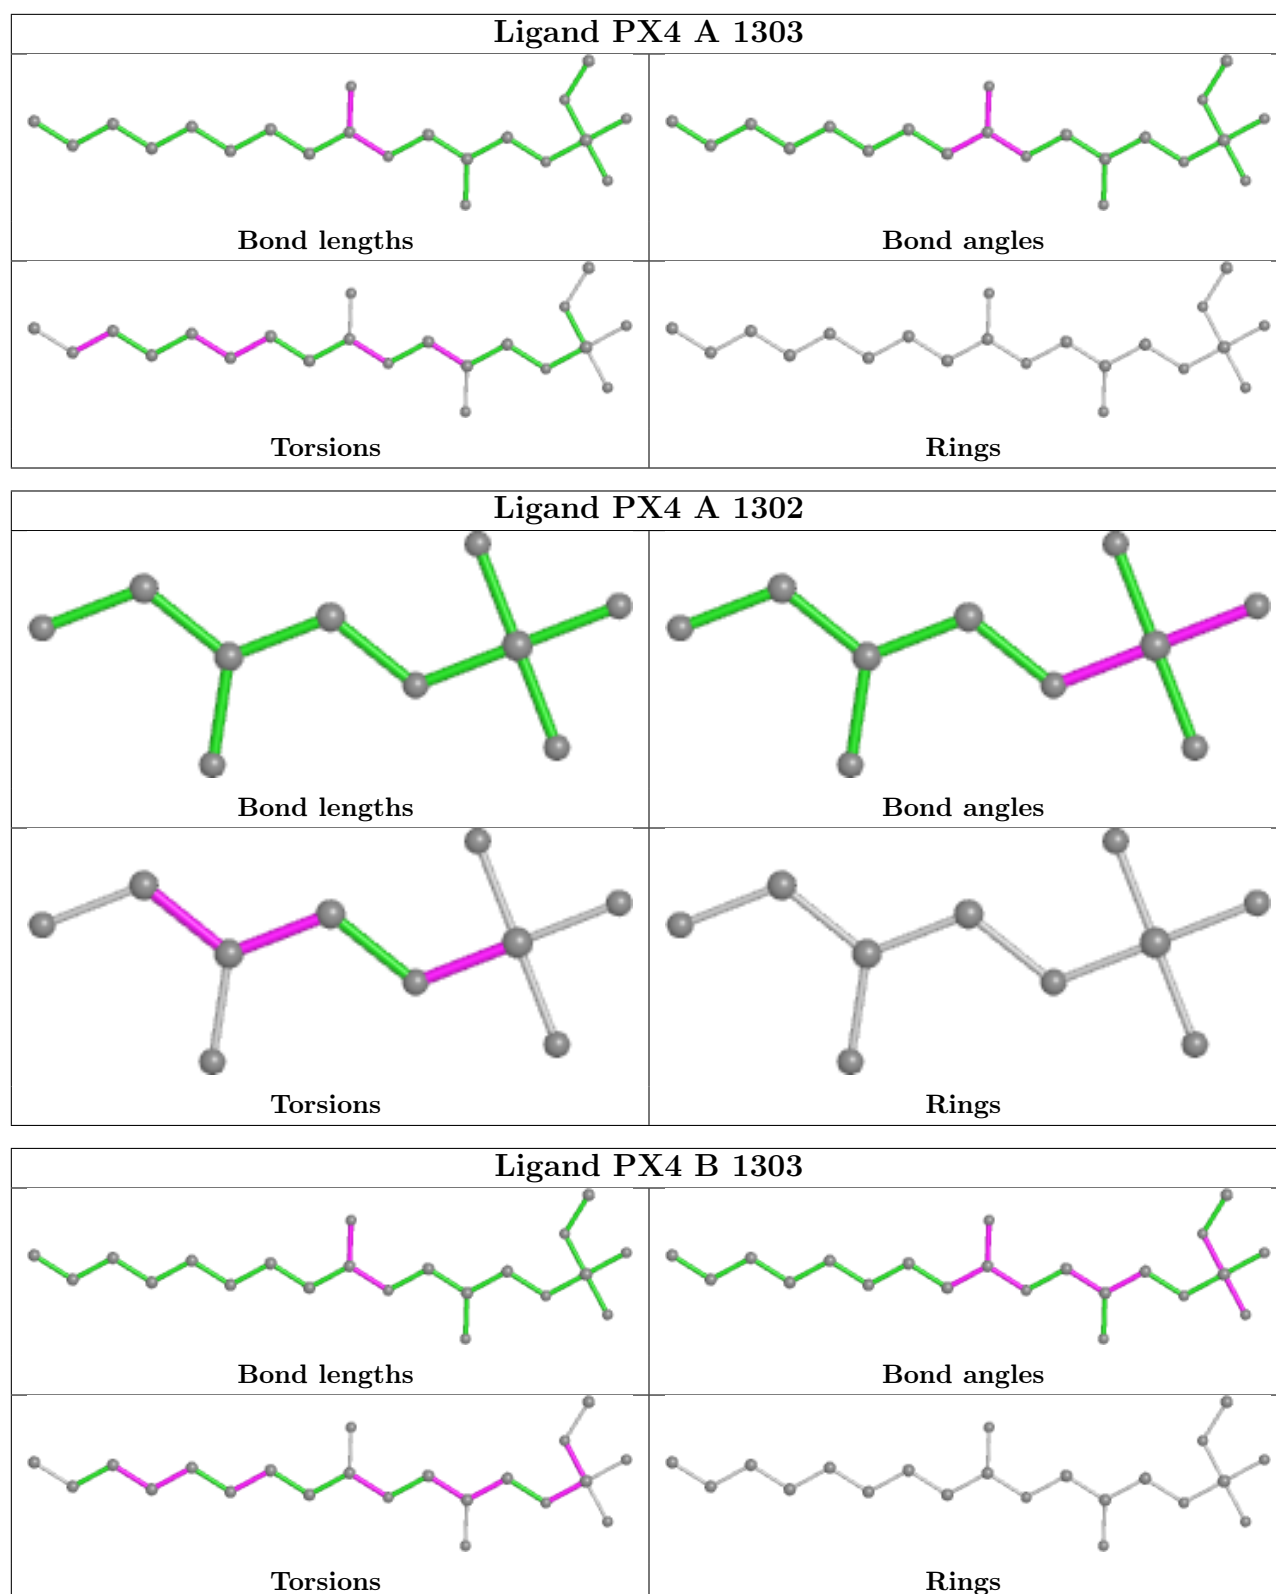 Ligand PX4 A 1303
Bond lengths
Bond angles
Torsions
Rings
Ligand PX4 A 1302
Bond lengths
Bond angles
Torsions
Rings
Ligand PX4 B 1303
Bond lengths
Bond angles
Torsions
Rings